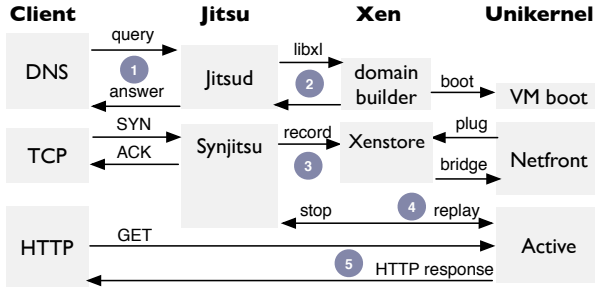 Client Jitsu Xen Unikernel
query
DNS
1
answer
Jitsud
libxl
2
domain
builder
boot
VM boot
SYN
TCP
ACK
Synjitsu
record
3
Xenstore
plug
bridge
Netfront
stop
4
replay
HTTP
GET
Active
5
HTTP response